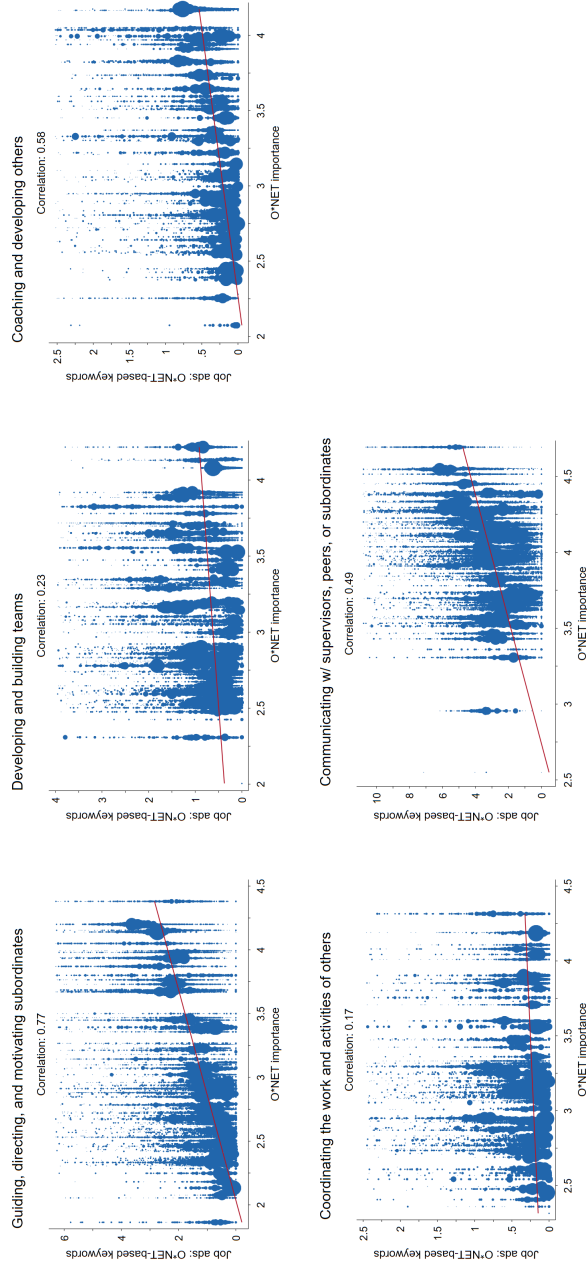 Guiding, directing, and motivating subordinates
Correlation: 0.77
Job ads: O*NET-based keywords
0
2
4
6
2
2.5
3
3.5
4
4.5
O*NET importance
Developing and building teams
Correlation: 0.23
Job ads: O*NET-based keywords
0
1
2
3
4
2
2.5
3
3.5
4
O*NET importance
Coaching and developing others
Correlation: 0.58
Job ads: O*NET-based keywords
0
.5
1
1.5
2
2.5
2
2.5
3
3.5
4
O*NET importance
Coordinating the work and activities of others
Correlation: 0.17
Job ads: O*NET-based keywords
0
.5
1
1.5
2
2.5
2.5
3
3.5
4
4.5
O*NET importance
Communicating w/ supervisors, peers, or subordinates
Correlation: 0.49
Job ads: O*NET-based keywords
0
2
4
6
8
10
2.5
3
3.5
4
4.5
O*NET importance